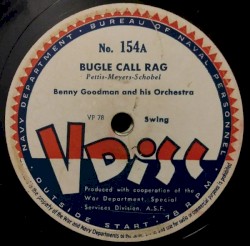 NAVY DEPARTMENT · BUREAU OF NAVAL PERSONNEL
No. 154A
BUGLE CALL RAG
Pettis-Meyers-Schobel
Benny Goodman and his Orchestra
VP 78 Swing
V Disc
Produced with cooperation of the
War Department, Special
Services Division, A.S.F.
OUTSIDE START · 78 R.P.M.